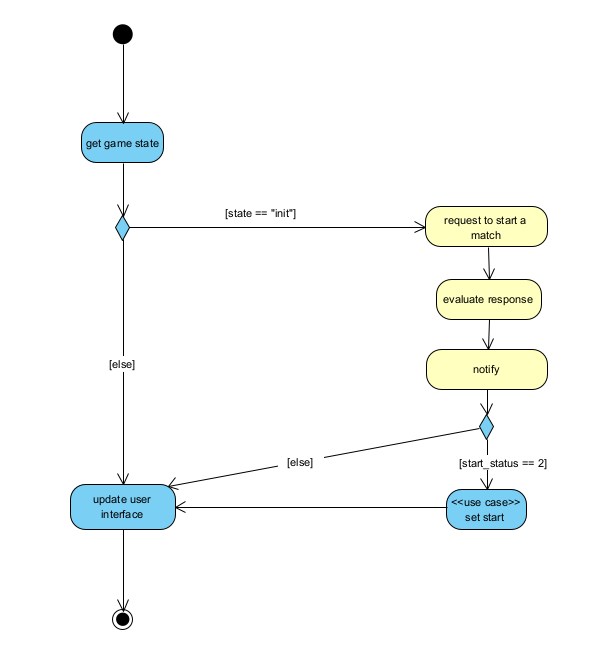 get game state
[state == "init"]
request to start a
match
evaluate response
[else]
notify
[else]
[start_status == 2]
update user
interface
<<use case>>
set start